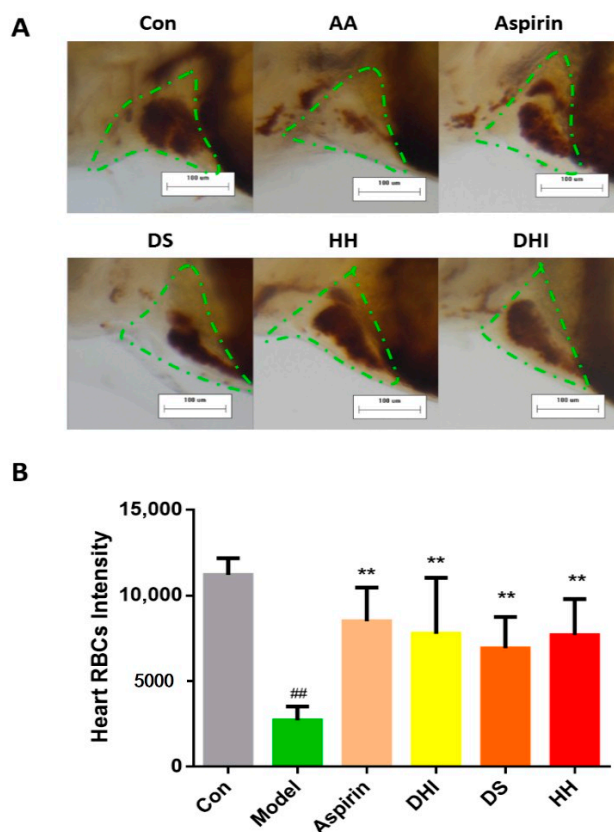 A
Con AA Aspirin
100 um 100 um 100 um
DS HH DHI
100 um 100 um 100 um
B
15,000
10,000
5000
0
Heart RBCs Intensity
##
**
**
**
**
Con Model Aspirin DHI DS HH